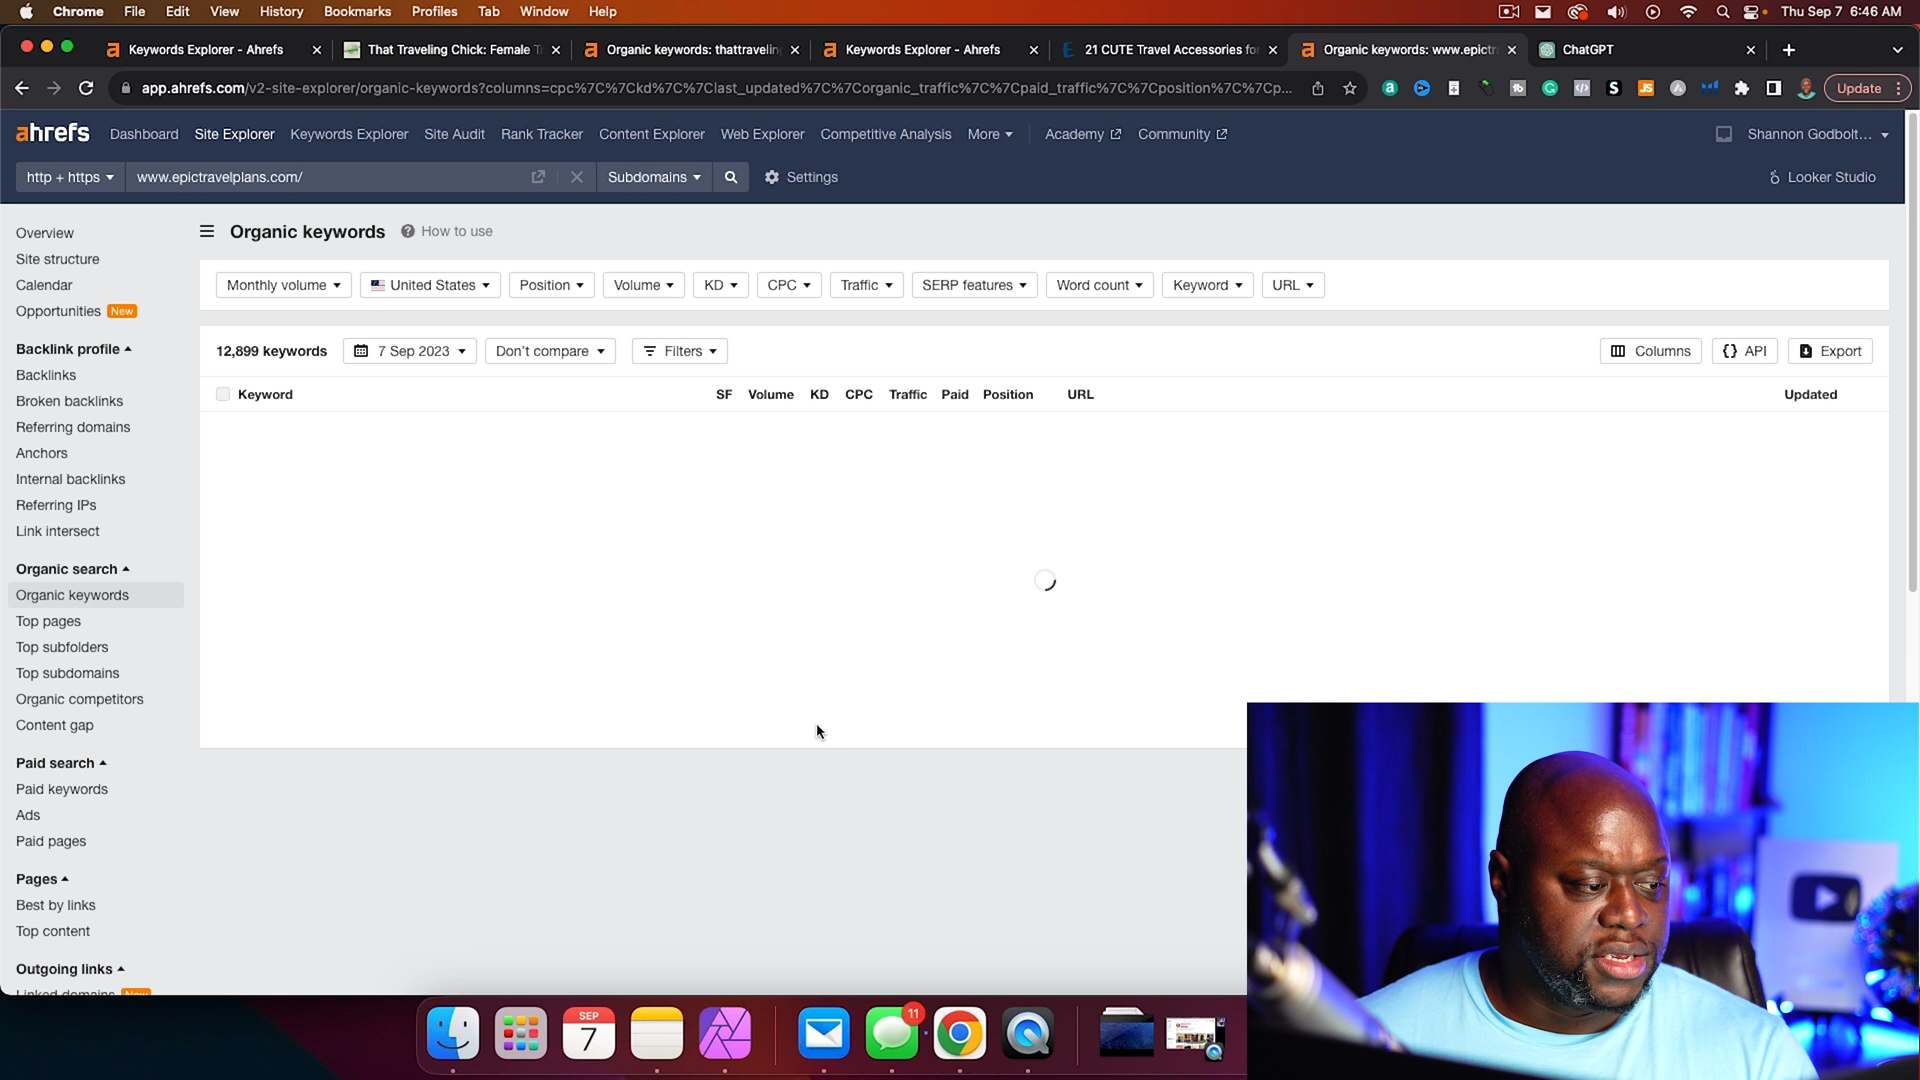 Chrome File Edit View History Bookmarks Profiles Tab Window Help Thu Sep 7 6:46 AM
Keywords Explorer - Ahrefs That Traveling Chick: Female T Organic keywords: thattraveling Keywords Explorer - Ahrefs 21 CUTE Travel Accessories fo Organic keywords: www.epictr ChatGPT
app.ahrefs.com/v2-site-explorer/organic-keywords?columns=cpc%7C%7Ckd%7C%7Clast_updated%7C%7Corganic_traffic%7C%7Cpaid_traffic%7C%7Cposition%7C%7Cp... Update
ahrefs Dashboard Site Explorer Keywords Explorer Site Audit Rank Tracker Content Explorer Web Explorer Competitive Analysis More Academy Community Shannon Godbolt...
http + https www.epictravelplans.com/ Subdomains Settings Looker Studio
Overview
Site structure
Calendar
Opportunities New
Backlink profile
Backlinks
Broken backlinks
Referring domains
Anchors
Internal backlinks
Referring IPs
Link intersect
Organic search
Organic keywords
Top pages
Top subfolders
Top subdomains
Organic competitors
Content gap
Paid search
Paid keywords
Ads
Paid pages
Pages
Best by links
Top content
Outgoing links
Linked domains New
Organic keywords ? How to use
Monthly volume United States Position Volume KD CPC Traffic SERP features Word count Keyword URL
12,899 keywords 7 Sep 2023 Don't compare Filters Columns API Export
Keyword SF Volume KD CPC Traffic Paid Position URL Updated
SEP
7
11